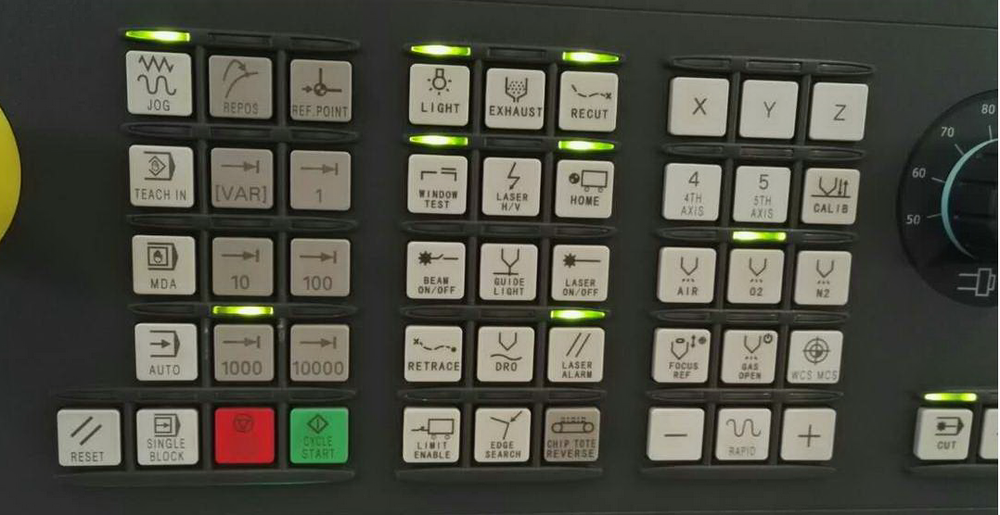 JOG
REPOS
REF.POINT
TEACH IN
[VAR]
1
MDA
10
100
AUTO
1000
10000
RESET
SINGLE
BLOCK
CYCLE
START
LIGHT
EXHAUST
RECUT
WINDOW
TEST
LASER
H/V
HOME
BEAM
ON/OFF
GUIDE
LIGHT
LASER
ON/OFF
RETRACE
DRO
LASER
ALARM
LIMIT
ENABLE
EDGE
SEARCH
CHIP TOTE
REVERSE
X
Y
Z
4
4TH
AXIS
5
5TH
AXIS
CALIB
AIR
O2
N2
FOCUS
REF
GAS
OPEN
WCS MCS
−
RAPID
+
80
70
60
50
CUT